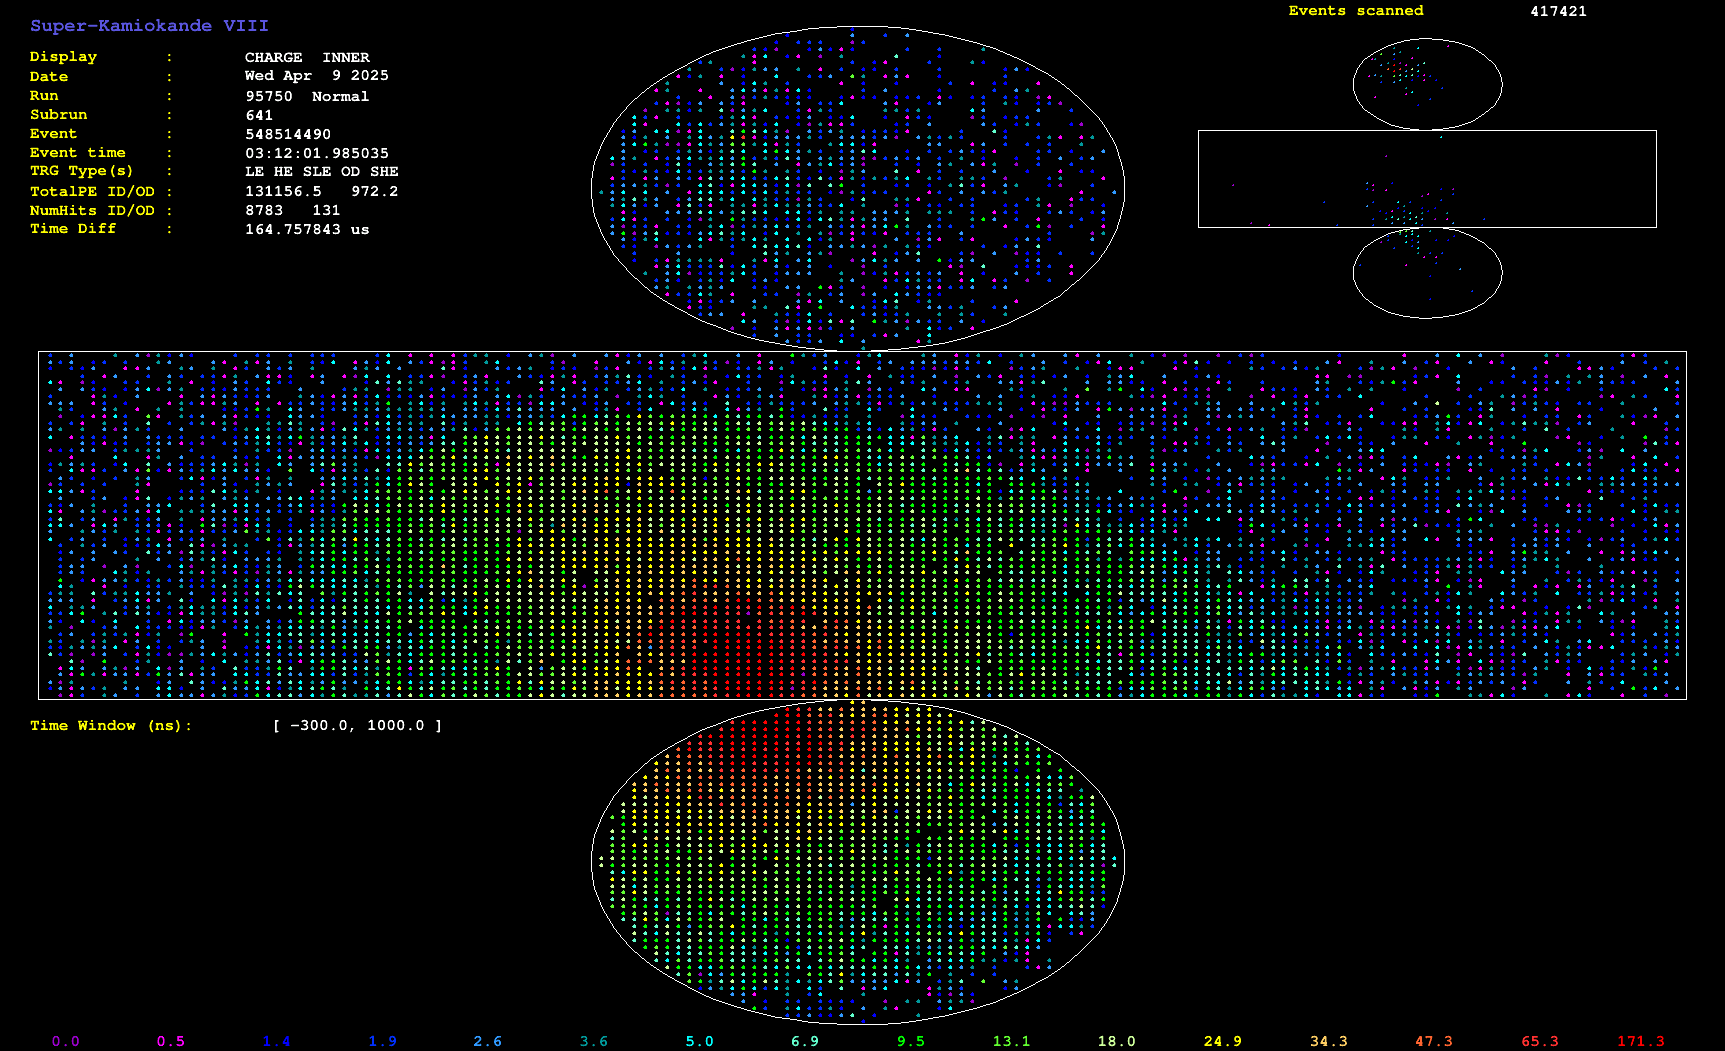 Super-Kamiokande VIII
Events scanned 417421
Display : CHARGE INNER
Date : Wed Apr 9 2025
Run : 95750 Normal
Subrun : 641
Event : 548514490
Event time : 03:12:01.985035
TRG Type(s) : LE HE SLE OD SHE
TotalPE ID/OD : 131156.5 972.2
NumHits ID/OD : 8783 131
Time Diff : 164.757843 us
Time Window (ns): [ -300.0, 1000.0 ]
0.0 0.5 1.4 1.9 2.6 3.6 5.0 6.9 9.5 13.1 18.0 24.9 34.3 47.3 65.3 171.3